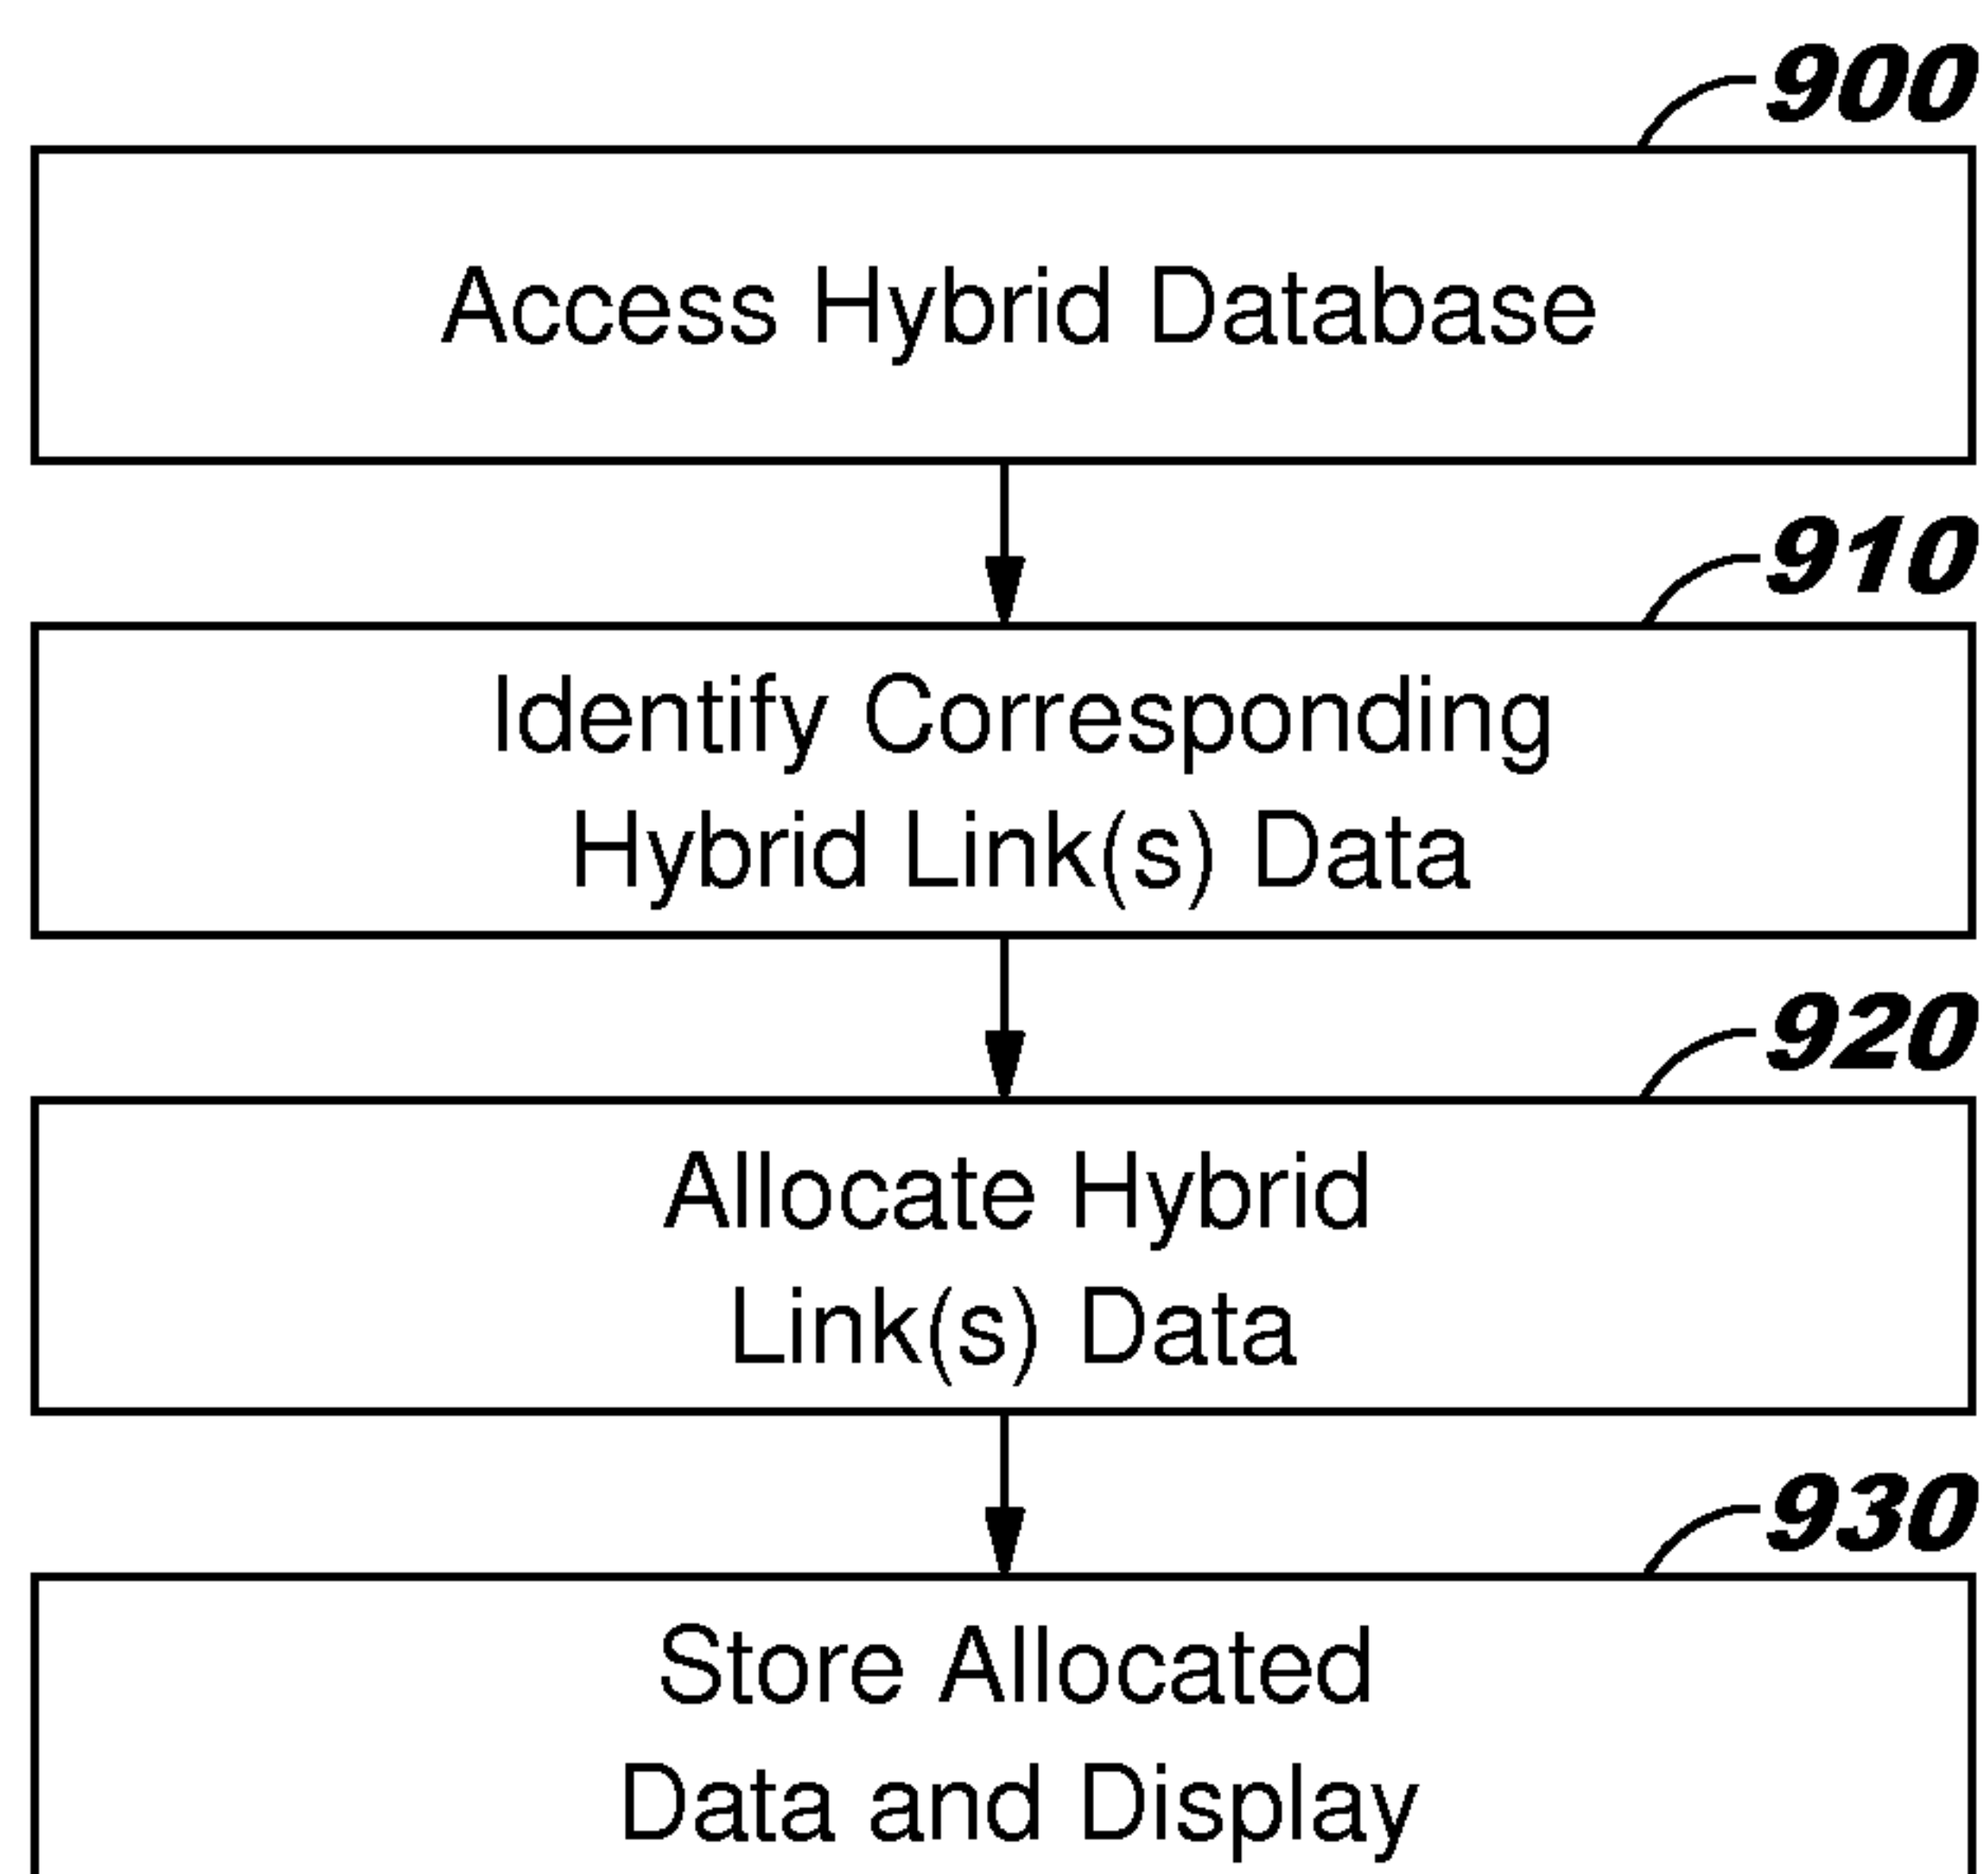 900
Access Hybrid Database
910
Identify Corresponding
Hybrid Link(s) Data
920
Allocate Hybrid
Link(s) Data
930
Store Allocated
Data and Display